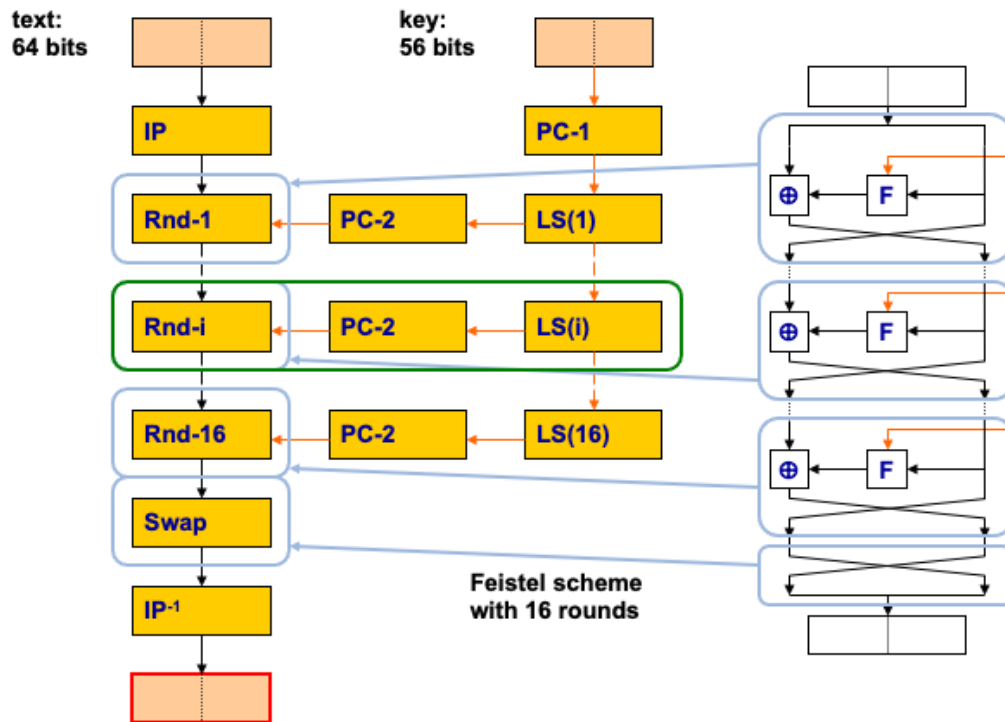 text:
64 bits
key:
56 bits
IP
PC-1
Rnd-1
PC-2
LS(1)
⊕
F
Rnd-i
PC-2
LS(i)
⊕
F
Rnd-16
PC-2
LS(16)
⊕
F
Swap
Feistel scheme
with 16 rounds
IP-1